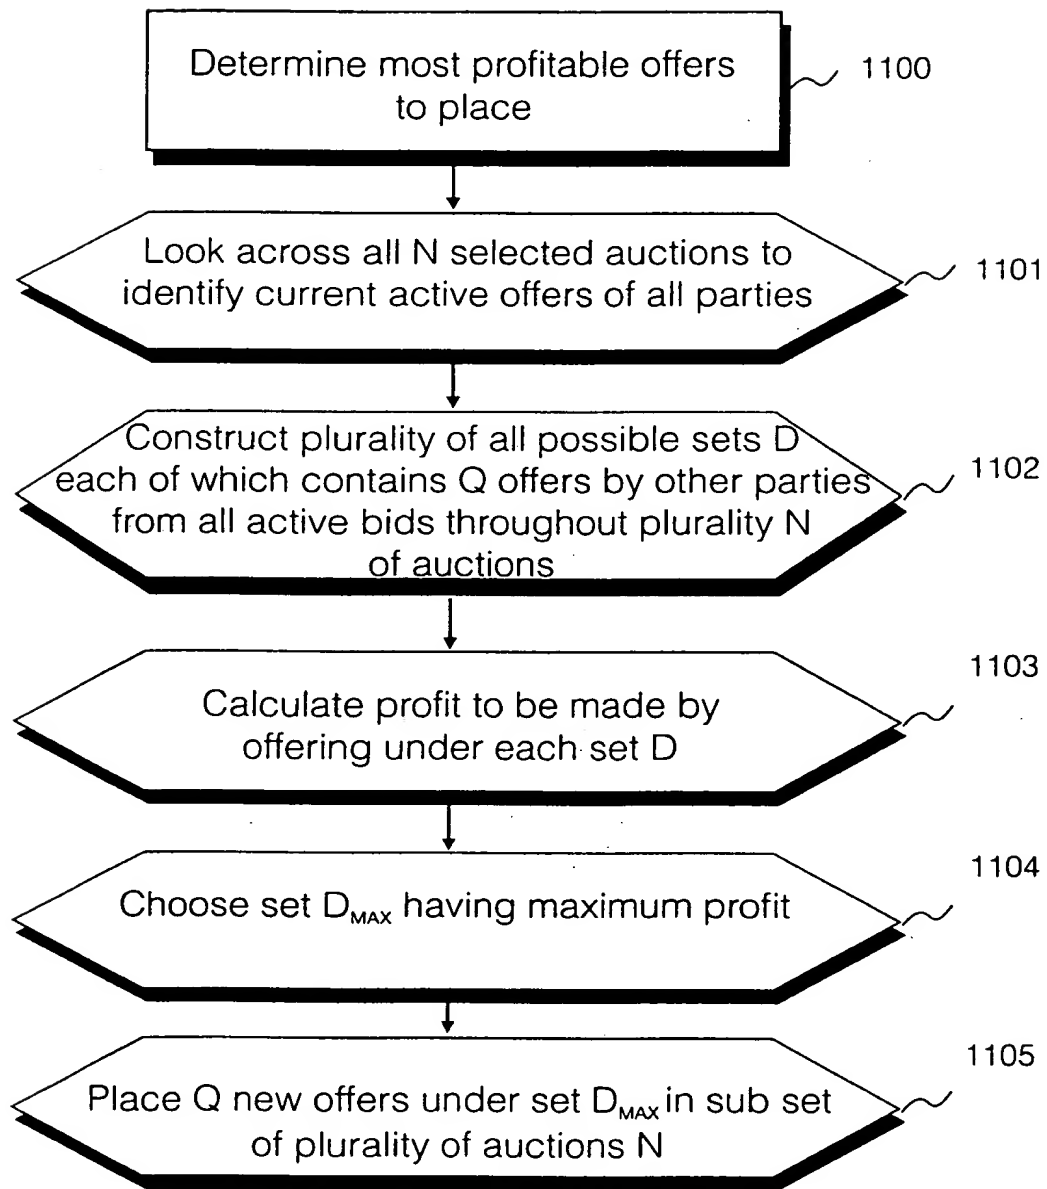 Determine most profitable offers
to place
1100
Look across all N selected auctions to
identify current active offers of all parties
1101
Construct plurality of all possible sets D
each of which contains Q offers by other parties
from all active bids throughout plurality N
of auctions
1102
Calculate profit to be made by
offering under each set D
1103
Choose set DMAX having maximum profit
1104
Place Q new offers under set DMAX in sub set
of plurality of auctions N
1105